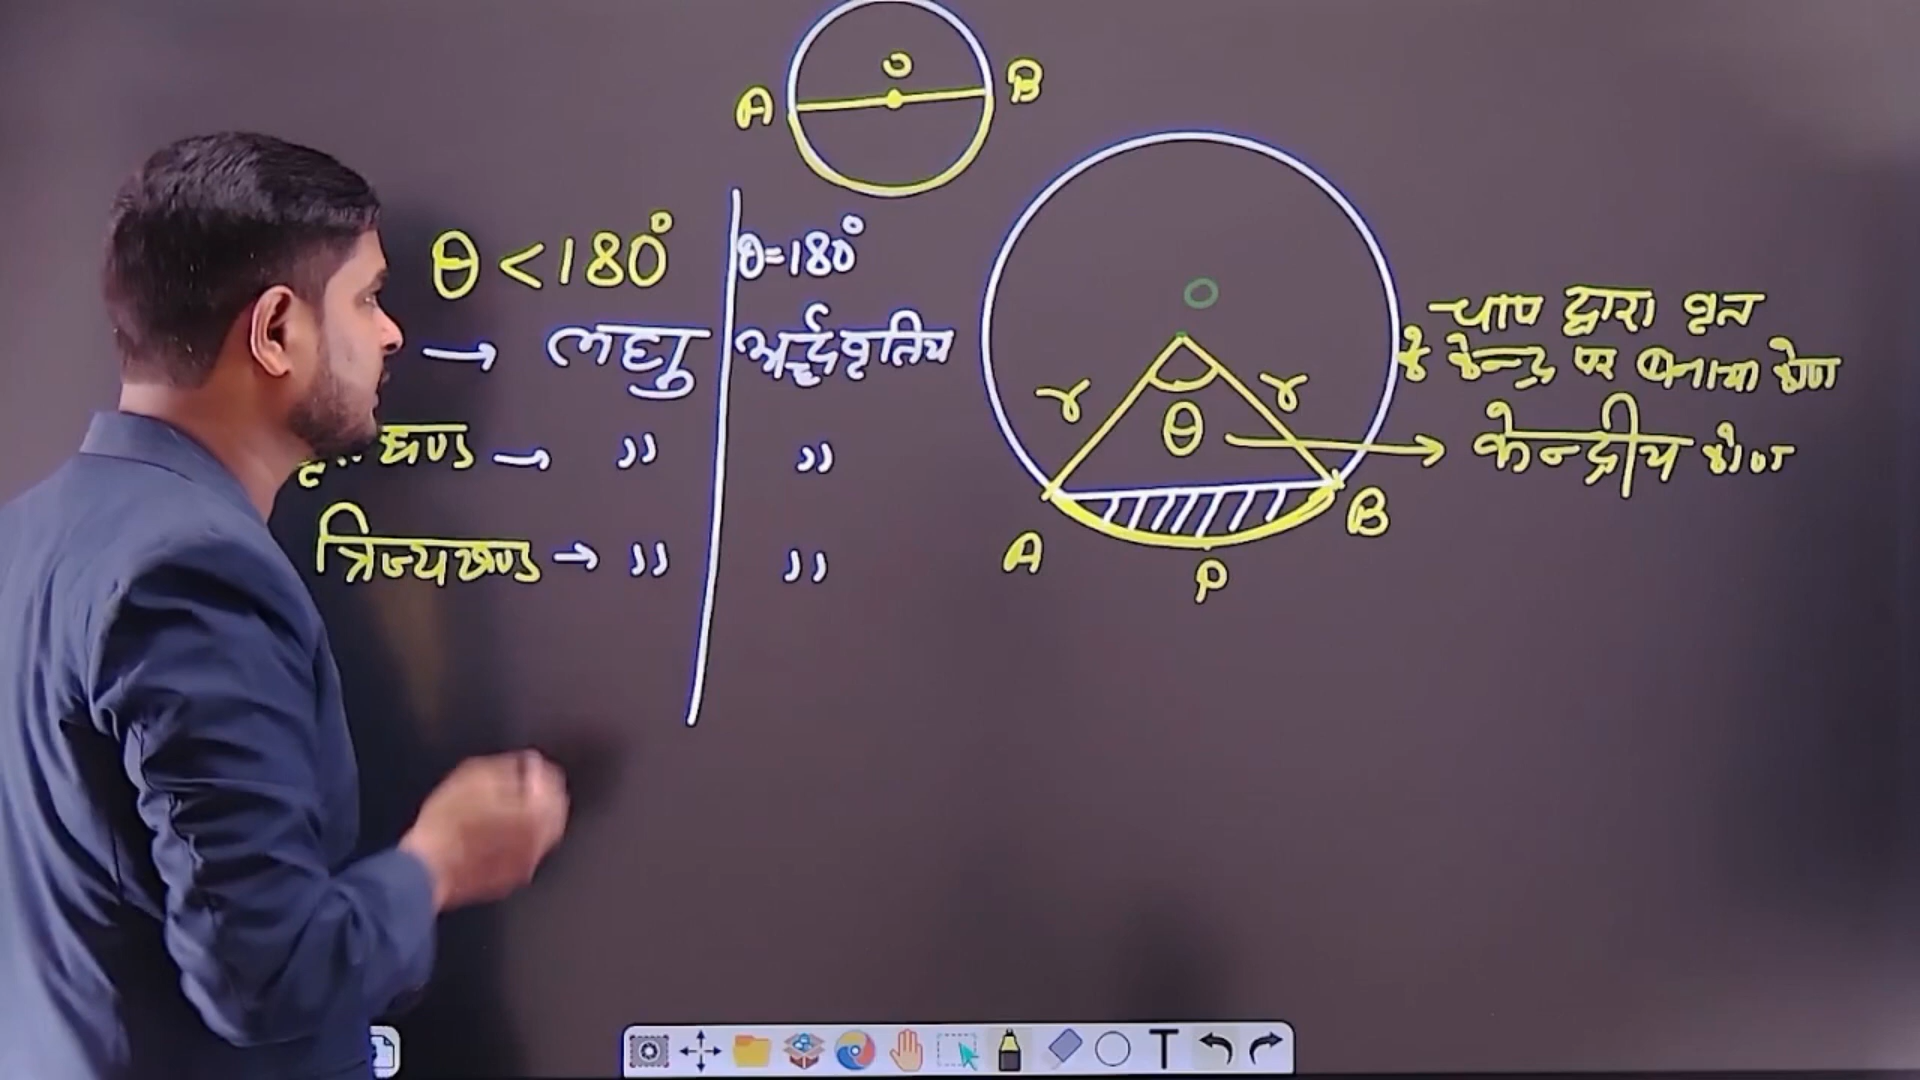 O
A B
θ < 180° θ=180°
→ लघु अर्द्धवृतिय
खण्ड → " "
त्रिज्यखण्ड → " "
O
r r
θ
A B
P
चाप द्वारा वृत
के केन्द्र पर बनाया कोण
→ केन्द्रीय कोण
T